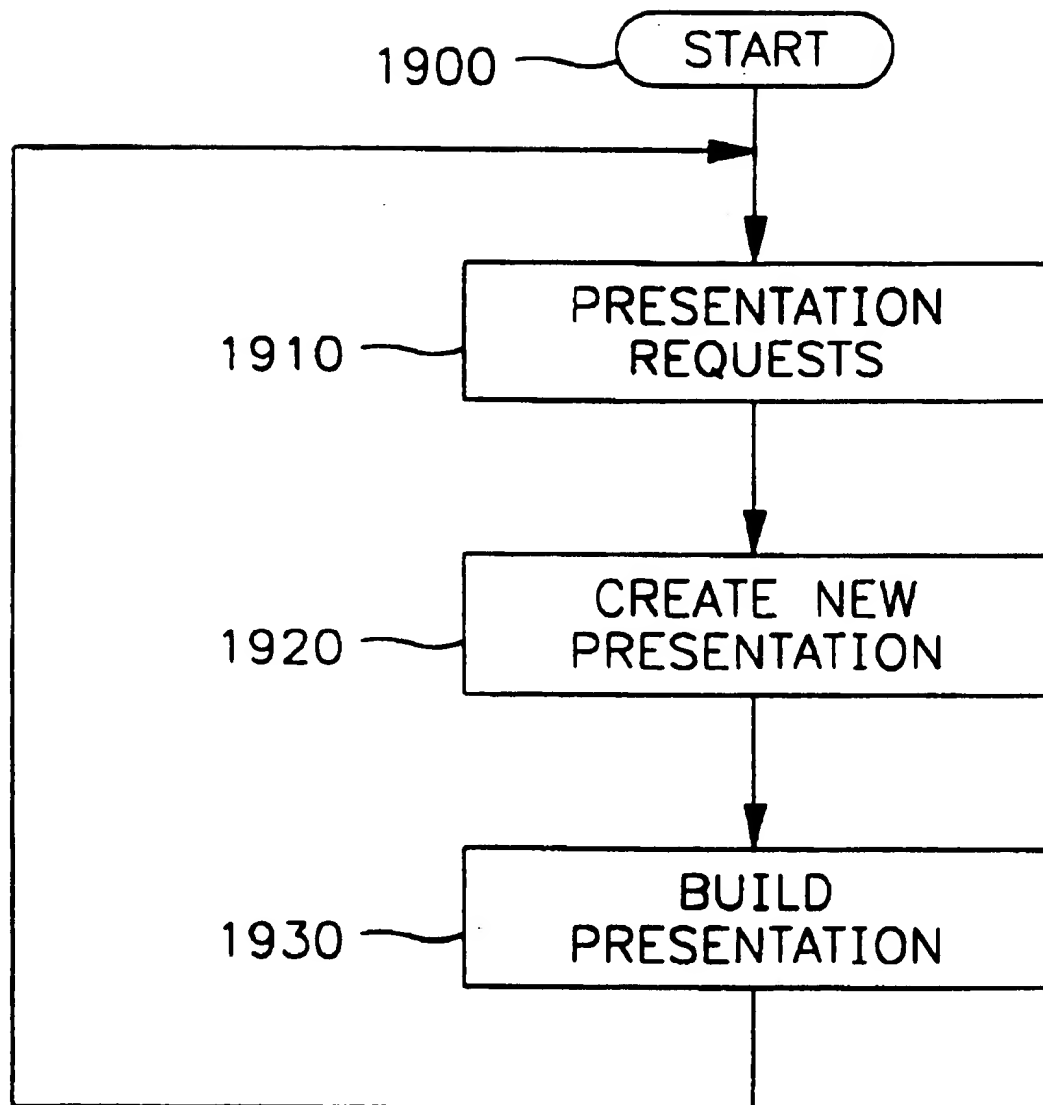 1900
START
1910
PRESENTATION
REQUESTS
1920
CREATE NEW
PRESENTATION
1930
BUILD
PRESENTATION